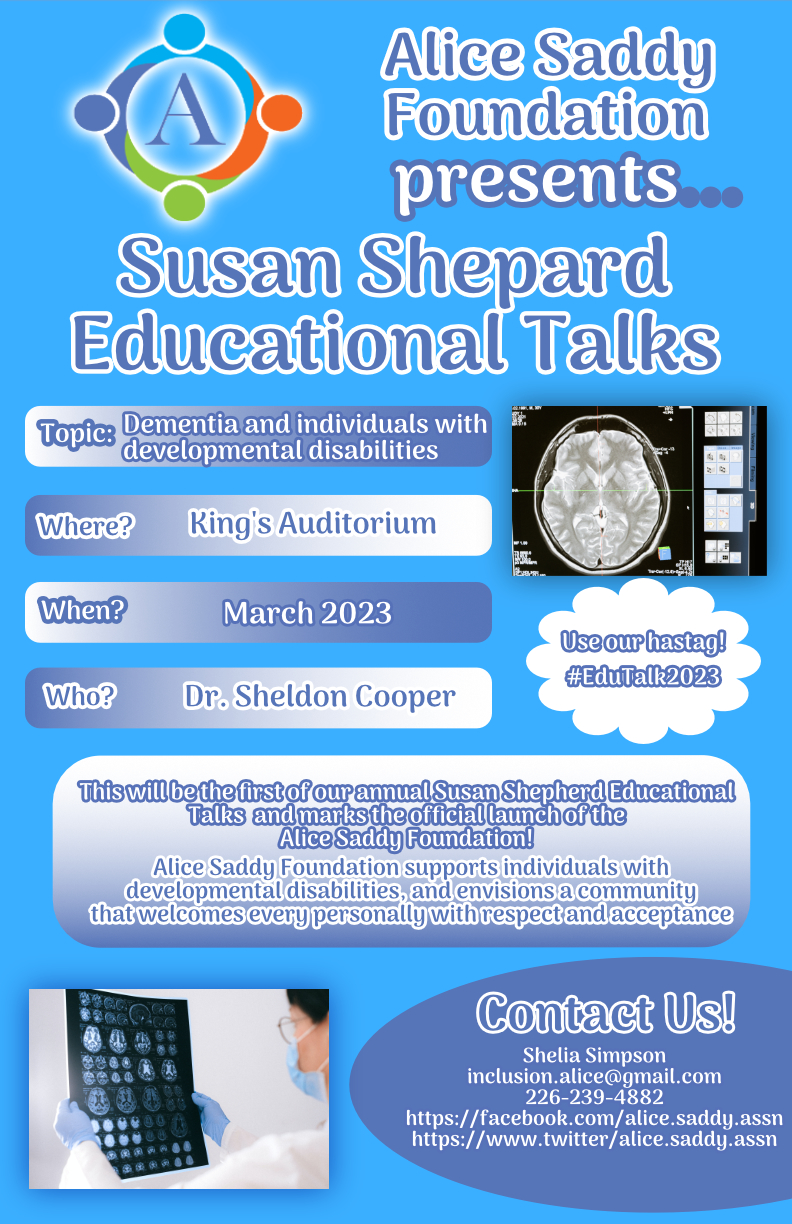 A
Alice Saddy
Foundation
presents...
Susan Shepard
Educational Talks
Topic: Dementia and individuals with
developmental disabilities
Where? King's Auditorium
When? March 2023
Who? Dr. Sheldon Cooper
Use our hastag!
#EduTalk2023
This will be the first of our annual Susan Shepherd Educational
Talks and marks the official launch of the
Alice Saddy Foundation!
Alice Saddy Foundation supports individuals with
developmental disabilities, and envisions a community
that welcomes every personally with respect and acceptance
Contact Us!
Shelia Simpson
inclusion.alice@gmail.com
226-239-4882
https://facebook.com/alice.saddy.assn
https://www.twitter/alice.saddy.assn